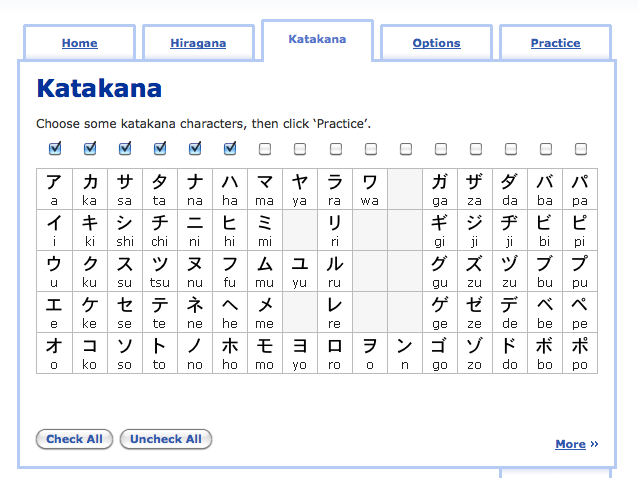 Home Hiragana Katakana Options Practice
Katakana
Choose some katakana characters, then click ‘Practice’.
ア カ サ タ ナ ハ マ ヤ ラ ワ ガ ザ ダ バ パ
a ka sa ta na ha ma ya ra wa ga za da ba pa
イ キ シ チ ニ ヒ ミ リ ギ ジ ヂ ビ ピ
i ki shi chi ni hi mi ri gi ji ji bi pi
ウ ク ス ツ ヌ フ ム ユ ル グ ズ ヅ ブ プ
u ku su tsu nu fu mu yu ru gu zu zu bu pu
エ ケ セ テ ネ ヘ メ レ ゲ ゼ デ ベ ペ
e ke se te ne he me re ge ze de be pe
オ コ ソ ト ノ ホ モ ヨ ロ ヲ ン ゴ ゾ ド ボ ポ
o ko so to no ho mo yo ro o n go zo do bo po
Check All Uncheck All
More »